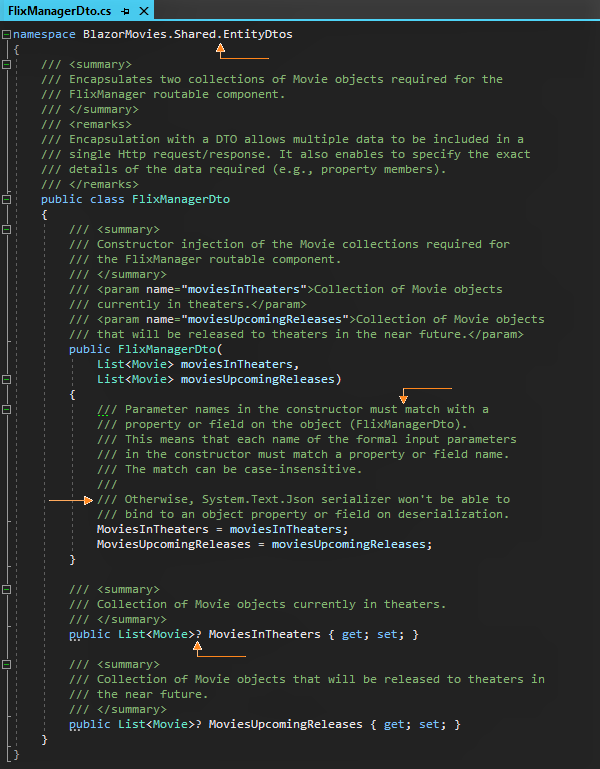 FlixManagerDto.cs
namespace BlazorMovies.Shared.EntityDtos
{
/// <summary>
/// Encapsulates two collections of Movie objects required for the
/// FlixManager routable component.
/// </summary>
/// <remarks>
/// Encapsulation with a DTO allows multiple data to be included in a
/// single Http request/response. It also enables to specify the exact
/// details of the data required (e.g., property members).
/// </remarks>
public class FlixManagerDto
{
/// <summary>
/// Constructor injection of the Movie collections required for
/// the FlixManager routable component.
/// </summary>
/// <param name="moviesInTheaters">Collection of Movie objects
/// currently in theaters.</param>
/// <param name="moviesUpcomingReleases">Collection of Movie objects
/// that will be released to theaters in the near future.</param>
public FlixManagerDto(
List<Movie> moviesInTheaters,
List<Movie> moviesUpcomingReleases)
{
/// Parameter names in the constructor must match with a
/// property or field on the object (FlixManagerDto).
/// This means that each name of the formal input parameters
/// in the constructor must match a property or field name.
/// The match can be case-insensitive.
///
/// Otherwise, System.Text.Json serializer won't be able to
/// bind to an object property or field on deserialization.
MoviesInTheaters = moviesInTheaters;
MoviesUpcomingReleases = moviesUpcomingReleases;
}
/// <summary>
/// Collection of Movie objects currently in theaters.
/// </summary>
public List<Movie>? MoviesInTheaters { get; set; }
/// <summary>
/// Collection of Movie objects that will be released to theaters in
/// the near future.
/// </summary>
public List<Movie>? MoviesUpcomingReleases { get; set; }
}
}